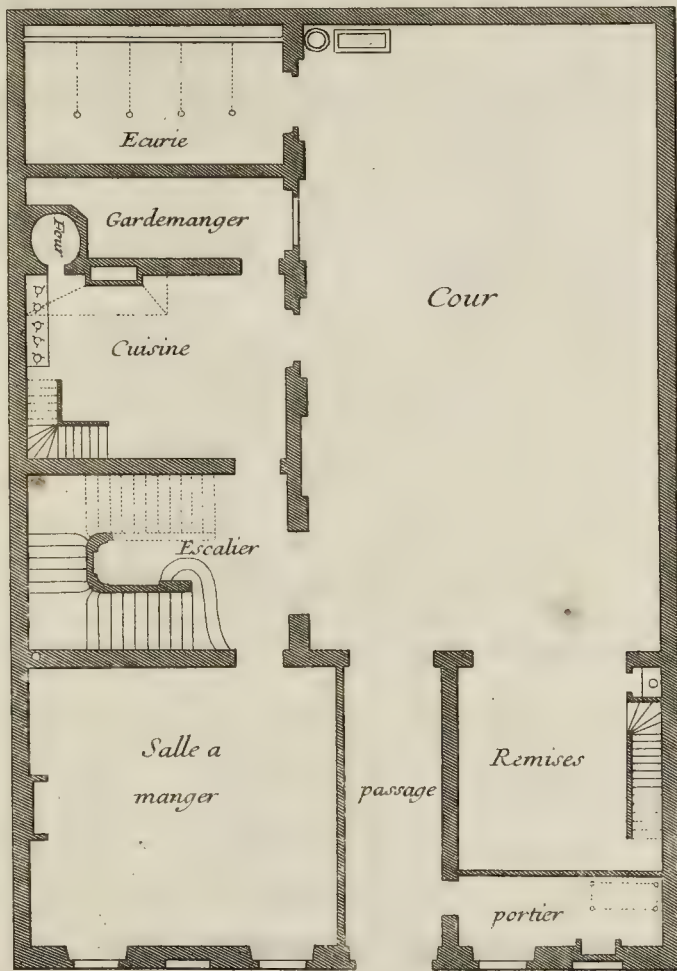 Ecurie
Gardemanger
Four
Cour
Cuisine
Escalier
Salle a
manger
passage
Remises
portier